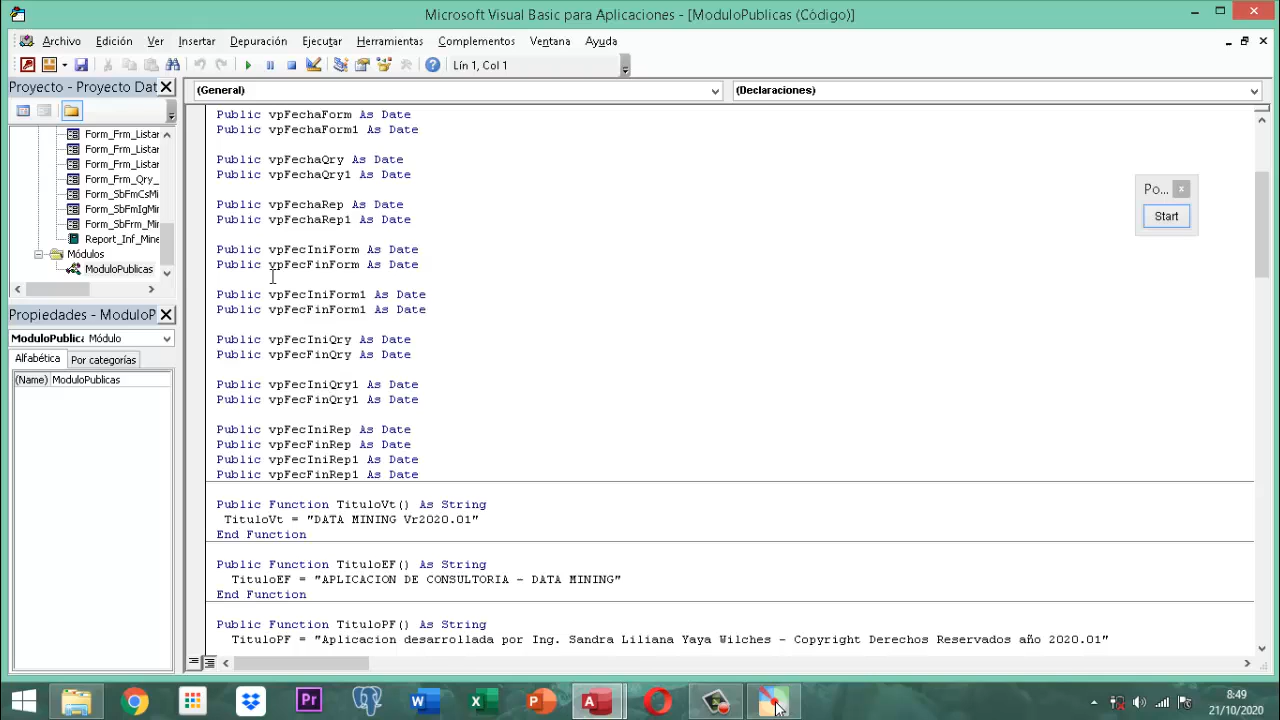 Microsoft Visual Basic para Aplicaciones - [ModuloPublicas (Código)]
Archivo Edición Ver Insertar Depuración Ejecutar Herramientas Complementos Ventana Ayuda
Lín 1, Col 1
Proyecto - Proyecto Dat
Form_Frm_Listar
Form_Frm_Listar
Form_Frm_Listar
Form_Frm_Qry_
Form_SbFmCsMi
Form_SbFmIgMin
Form_SbFrm_Mi
Report_Inf_Mine
Módulos
ModuloPublicas
Propiedades - ModuloP
ModuloPublica Módulo
Alfabética Por categorías
(Name) ModuloPublicas
(General) (Declaraciones)
Public vpFechaForm As Date
Public vpFechaForm1 As Date
Public vpFechaQry As Date
Public vpFechaQry1 As Date
Public vpFechaRep As Date
Public vpFechaRep1 As Date
Public vpFecIniForm As Date
Public vpFecFinForm As Date
Public vpFecIniForm1 As Date
Public vpFecFinForm1 As Date
Public vpFecIniQry As Date
Public vpFecFinQry As Date
Public vpFecIniQry1 As Date
Public vpFecFinQry1 As Date
Public vpFecIniRep As Date
Public vpFecFinRep As Date
Public vpFecIniRep1 As Date
Public vpFecFinRep1 As Date
Public Function TituloVt() As String
TituloVt = "DATA MINING Vr2020.01"
End Function
Public Function TituloEF() As String
TituloEF = "APLICACION DE CONSULTORIA - DATA MINING"
End Function
Public Function TituloPF() As String
TituloPF = "Aplicacion desarrollada por Ing. Sandra Liliana Yaya Wilches - Copyright Derechos Reservados año 2020.01"
Po... x
Start
8:49
21/10/2020